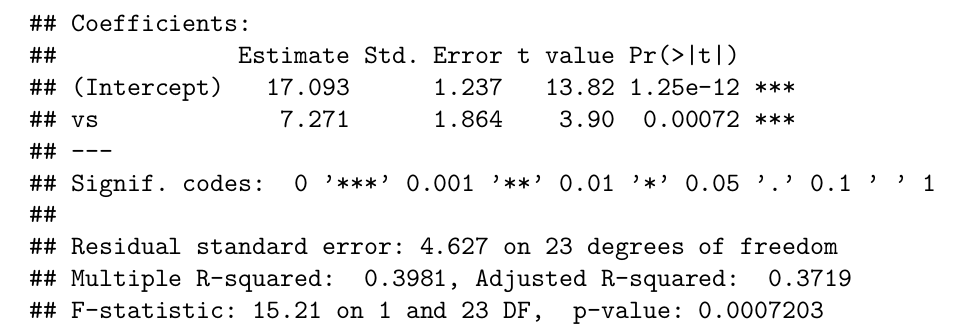 ## Coefficients:
##             Estimate Std. Error t value Pr(>|t|)
## (Intercept)   17.093      1.237   13.82 1.25e-12 ***
## vs             7.271      1.864    3.90  0.00072 ***
## ---
## Signif. codes:  0 '***' 0.001 '**' 0.01 '*' 0.05 '.' 0.1 ' ' 1
##
## Residual standard error: 4.627 on 23 degrees of freedom
## Multiple R-squared:  0.3981, Adjusted R-squared:  0.3719
## F-statistic: 15.21 on 1 and 23 DF,  p-value: 0.0007203